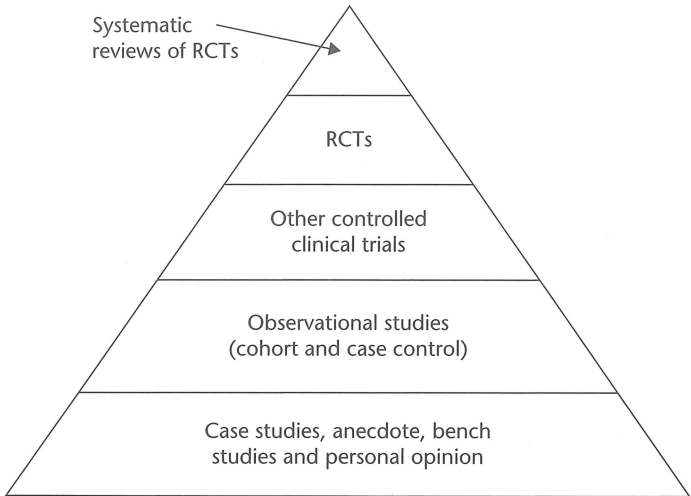 Systematic
reviews of RCTs
RCTs
Other controlled
clinical trials
Observational studies
(cohort and case control)
Case studies, anecdote, bench
studies and personal opinion